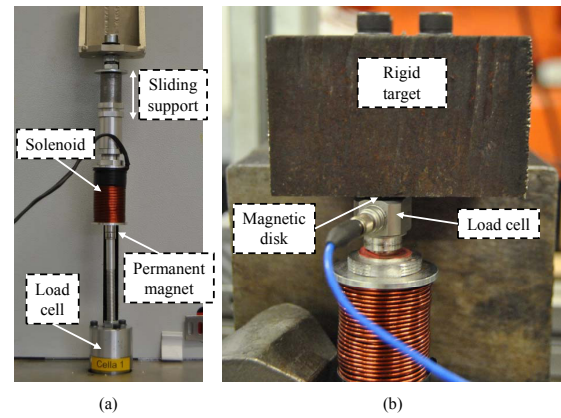 Sliding
support
Solenoid
Permanent
magnet
Load
cell
Cella 1
(a)
Rigid
target
Magnetic
disk
Load cell
(b)